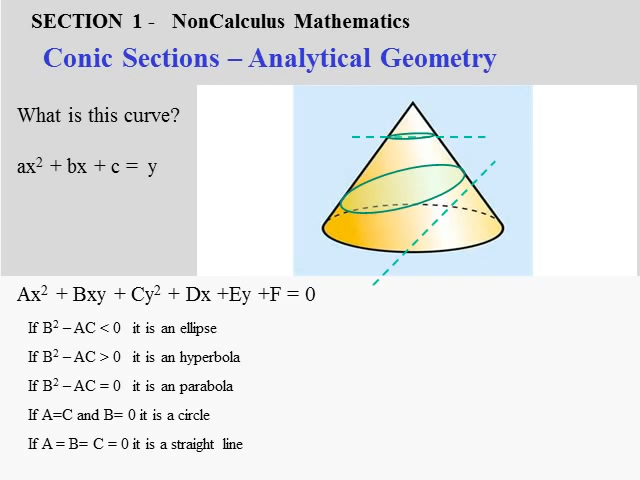 SECTION 1 - NonCalculus Mathematics
Conic Sections – Analytical Geometry
What is this curve?
ax² + bx + c = y
Ax² + Bxy + Cy² + Dx +Ey +F = 0
If B² – AC < 0 it is an ellipse
If B² – AC > 0 it is an hyperbola
If B² – AC = 0 it is an parabola
If A=C and B= 0 it is a circle
If A = B= C = 0 it is a straight line